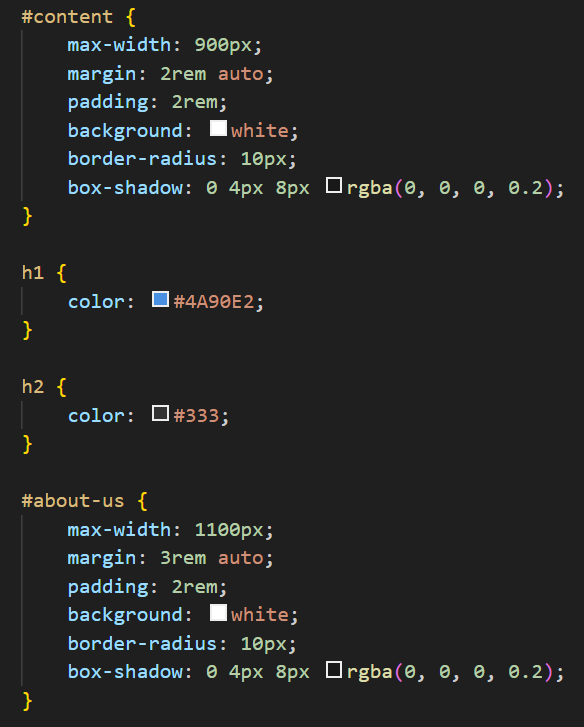 #content {
    max-width: 900px;
    margin: 2rem auto;
    padding: 2rem;
    background: white;
    border-radius: 10px;
    box-shadow: 0 4px 8px rgba(0, 0, 0, 0.2);
}

h1 {
    color: #4A90E2;
}

h2 {
    color: #333;
}

#about-us {
    max-width: 1100px;
    margin: 3rem auto;
    padding: 2rem;
    background: white;
    border-radius: 10px;
    box-shadow: 0 4px 8px rgba(0, 0, 0, 0.2);
}